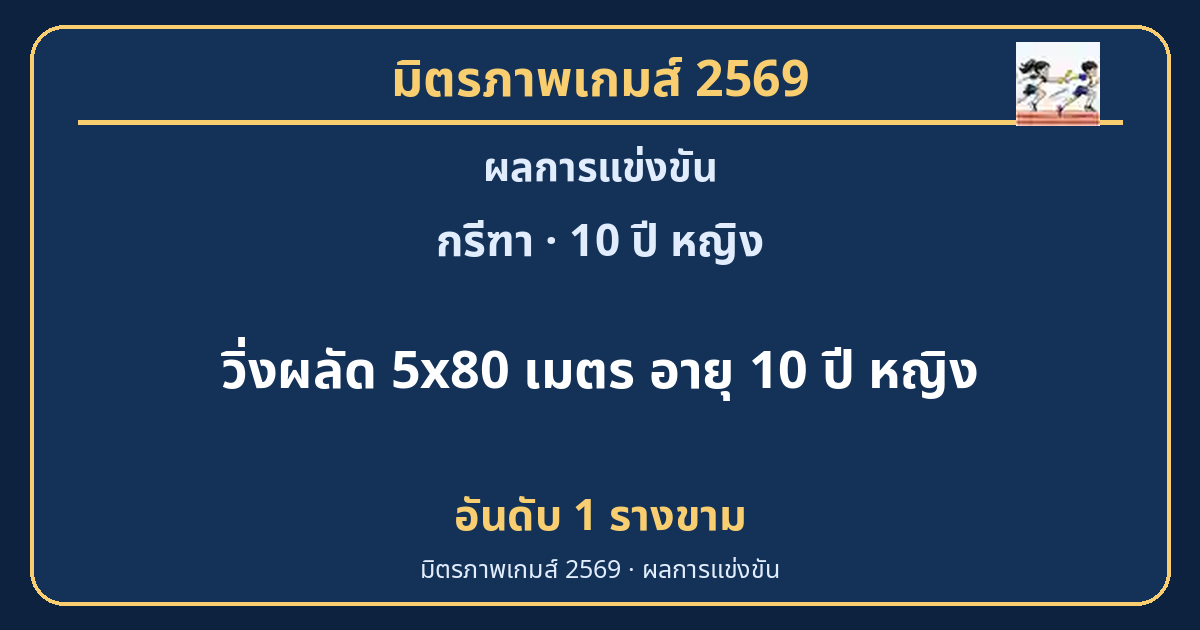 มิตรภาพเกมส์ 2569
ผลการแข่งขัน
กรีฑา · 10 ปี หญิง
วิ่งผลัด 5x80 เมตร อายุ 10 ปี หญิง
อันดับ 1 รางขาม
มิตรภาพเกมส์ 2569 · ผลการแข่งขัน